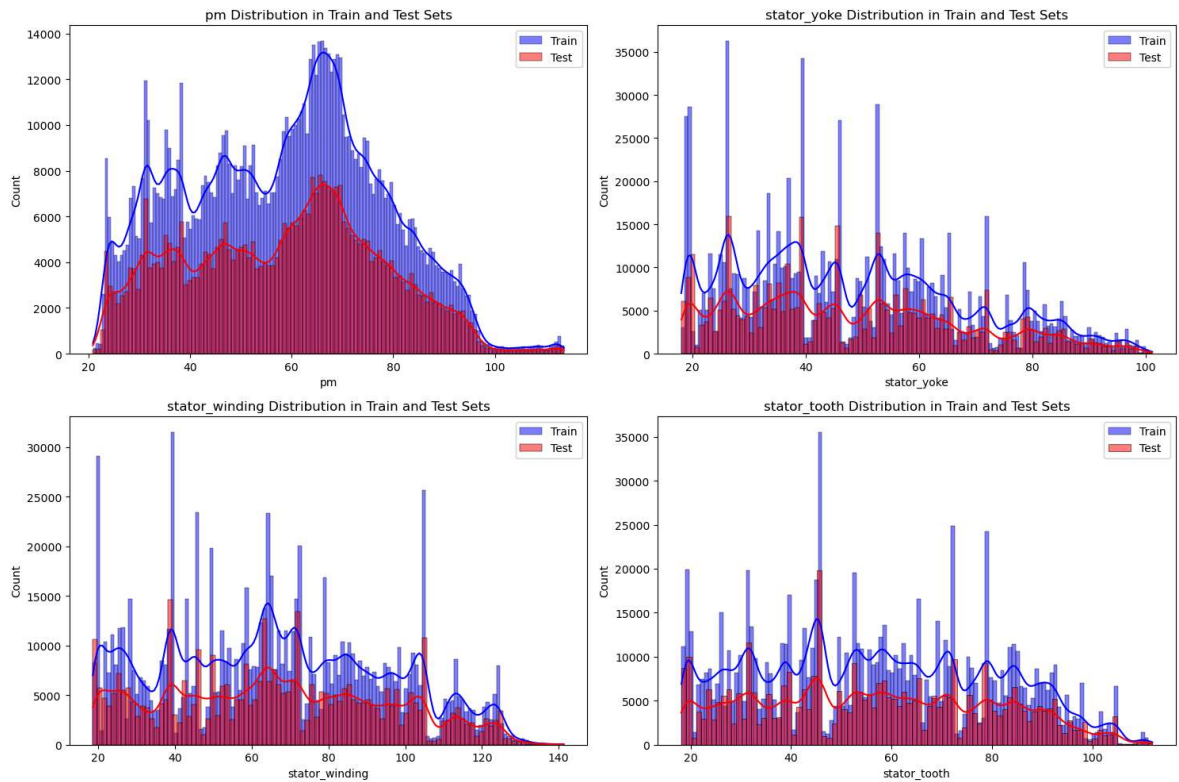 pm Distribution in Train and Test Sets
Train
Test
14000
12000
10000
8000
6000
4000
2000
0
Count
20
40
60
80
100
pm
stator_yoke Distribution in Train and Test Sets
Train
Test
35000
30000
25000
20000
15000
10000
5000
0
Count
20
40
60
80
100
stator_yoke
stator_winding Distribution in Train and Test Sets
Train
Test
30000
25000
20000
15000
10000
5000
0
Count
20
40
60
80
100
120
140
stator_winding
stator_tooth Distribution in Train and Test Sets
Train
Test
35000
30000
25000
20000
15000
10000
5000
0
Count
20
40
60
80
100
stator_tooth